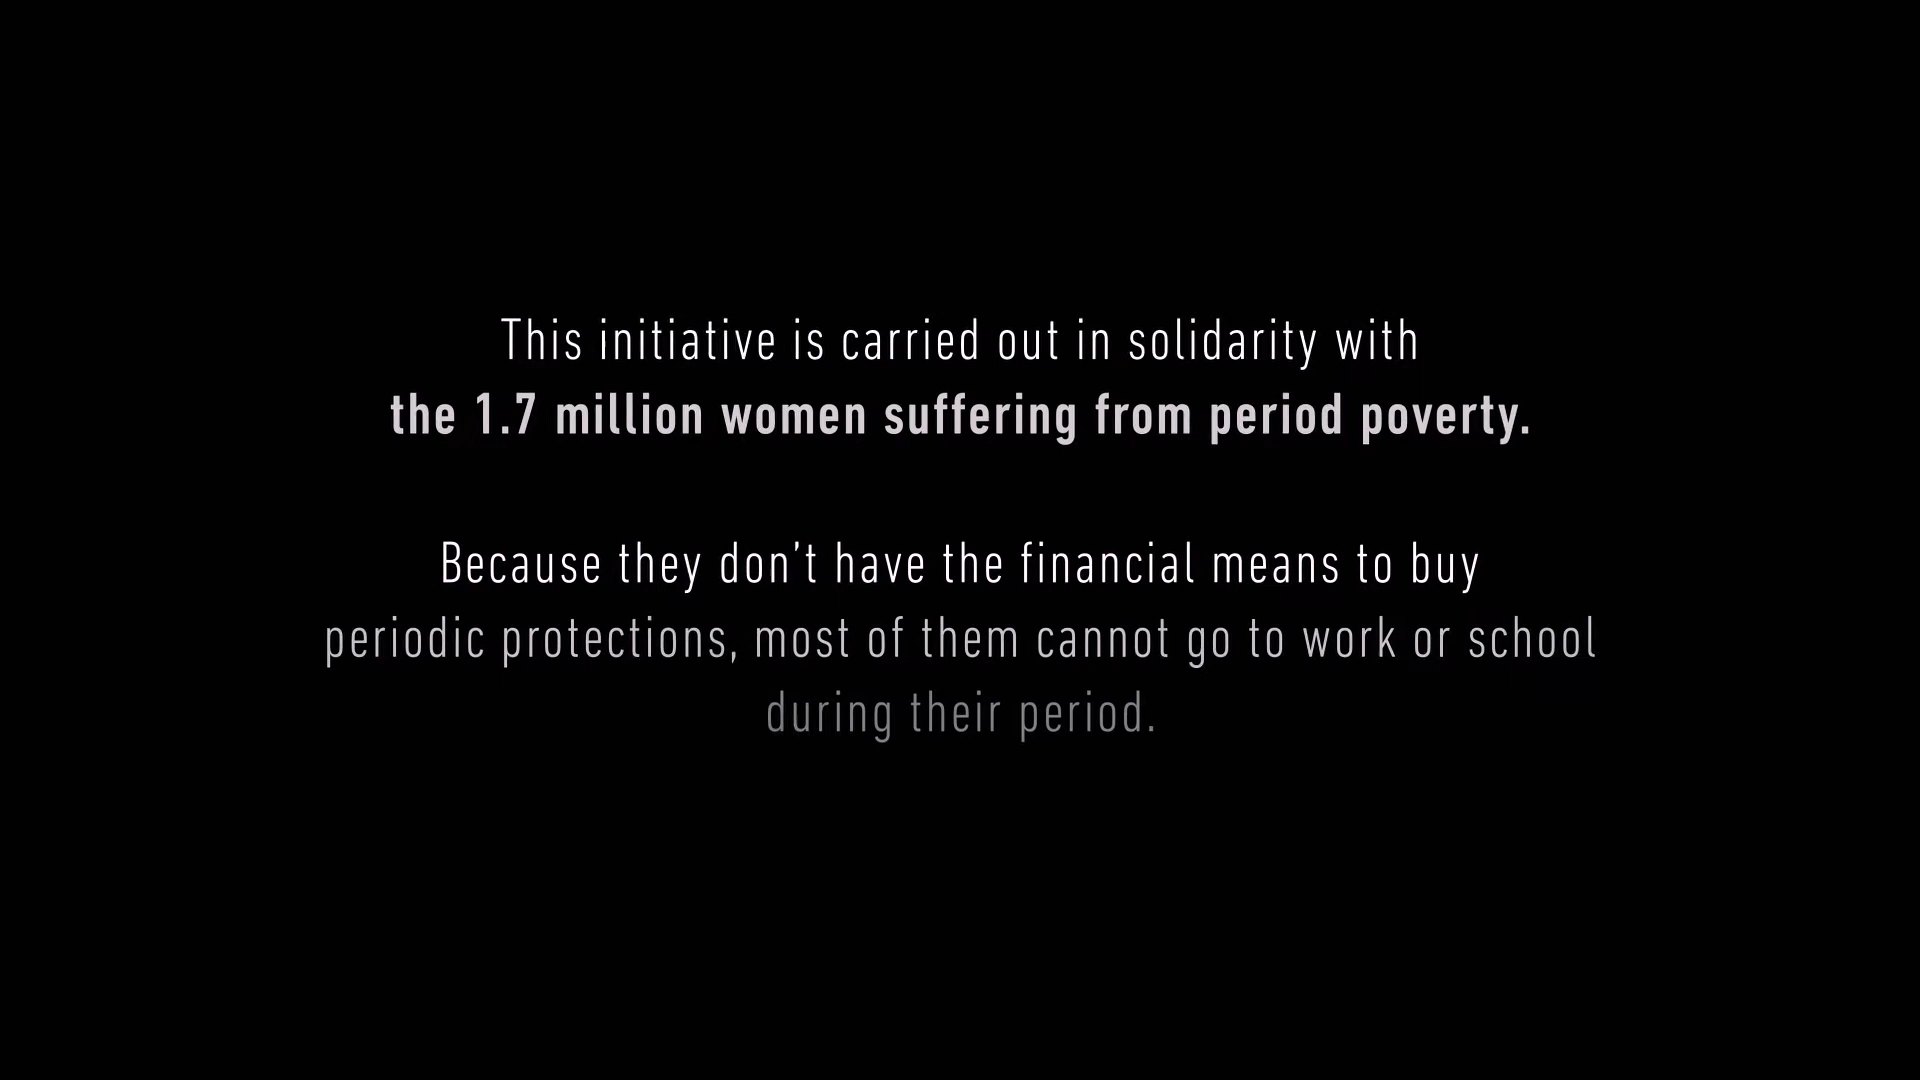 This initiative is carried out in solidarity with
the 1.7 million women suffering from period poverty.
Because they don’t have the financial means to buy
periodic protections, most of them cannot go to work or school
during their period.